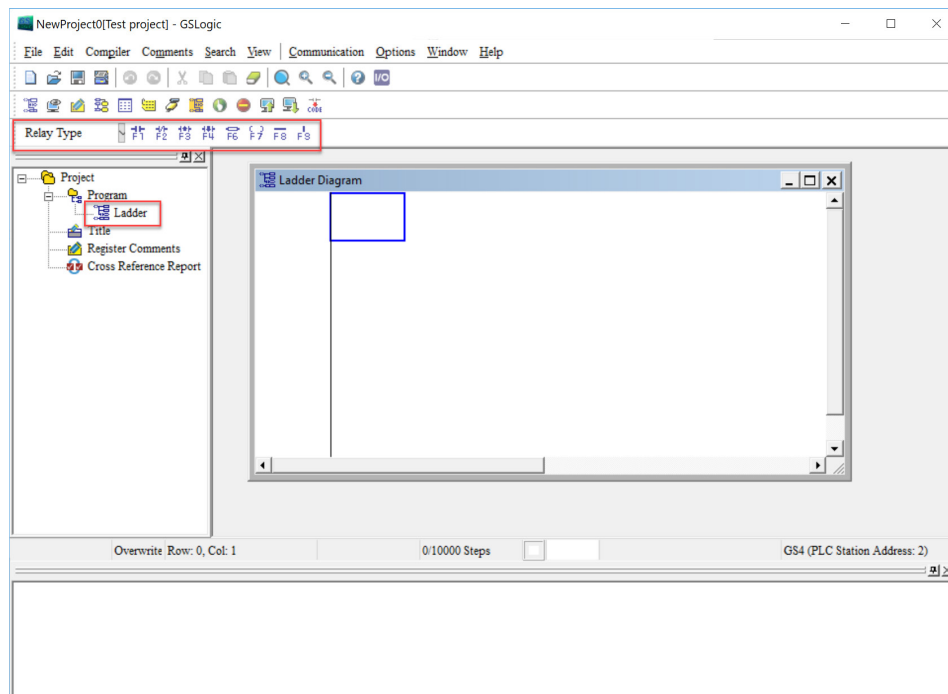 NewProject0[Test project] - GSLogic
File Edit Compiler Comments Search View Communication Options Window Help
I/O
CODE
Relay Type F1 F2 F3 F4 F6 F7 F8 F9
Project
Program
Ladder
Title
Register Comments
Cross Reference Report
Ladder Diagram
Overwrite Row: 0, Col: 1 0/10000 Steps GS4 (PLC Station Address: 2)